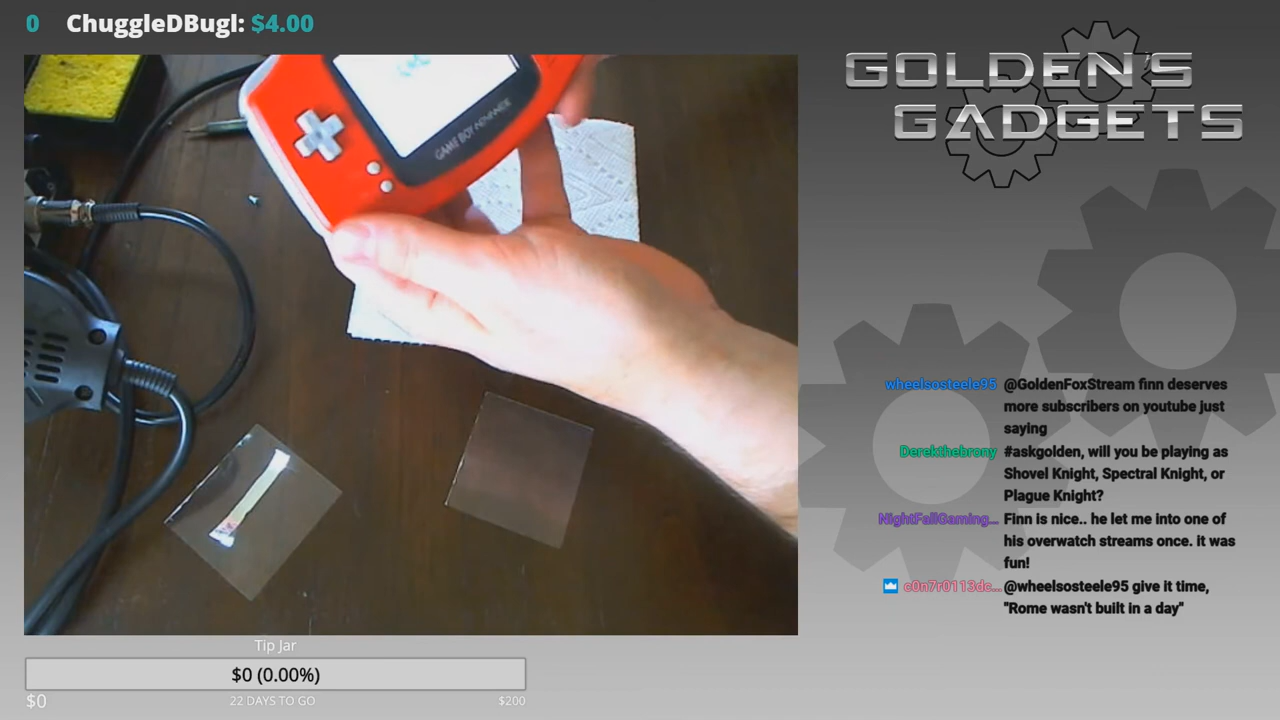 0 ChuggleDBugl: $4.00
GOLDEN'S
GADGETS
GAME BOY ADVANCE
wheelsosteele95 @GoldenFoxStream finn deserves
more subscribers on youtube just
saying
Derekthebrony #askgolden, will you be playing as
Shovel Knight, Spectral Knight, or
Plague Knight?
NightFallGaming... Finn is nice.. he let me into one of
his overwatch streams once. it was
fun!
c0n7r0113dc... @wheelsosteele95 give it time,
"Rome wasn't built in a day"
Tip Jar
$0 (0.00%)
$0 22 DAYS TO GO $200